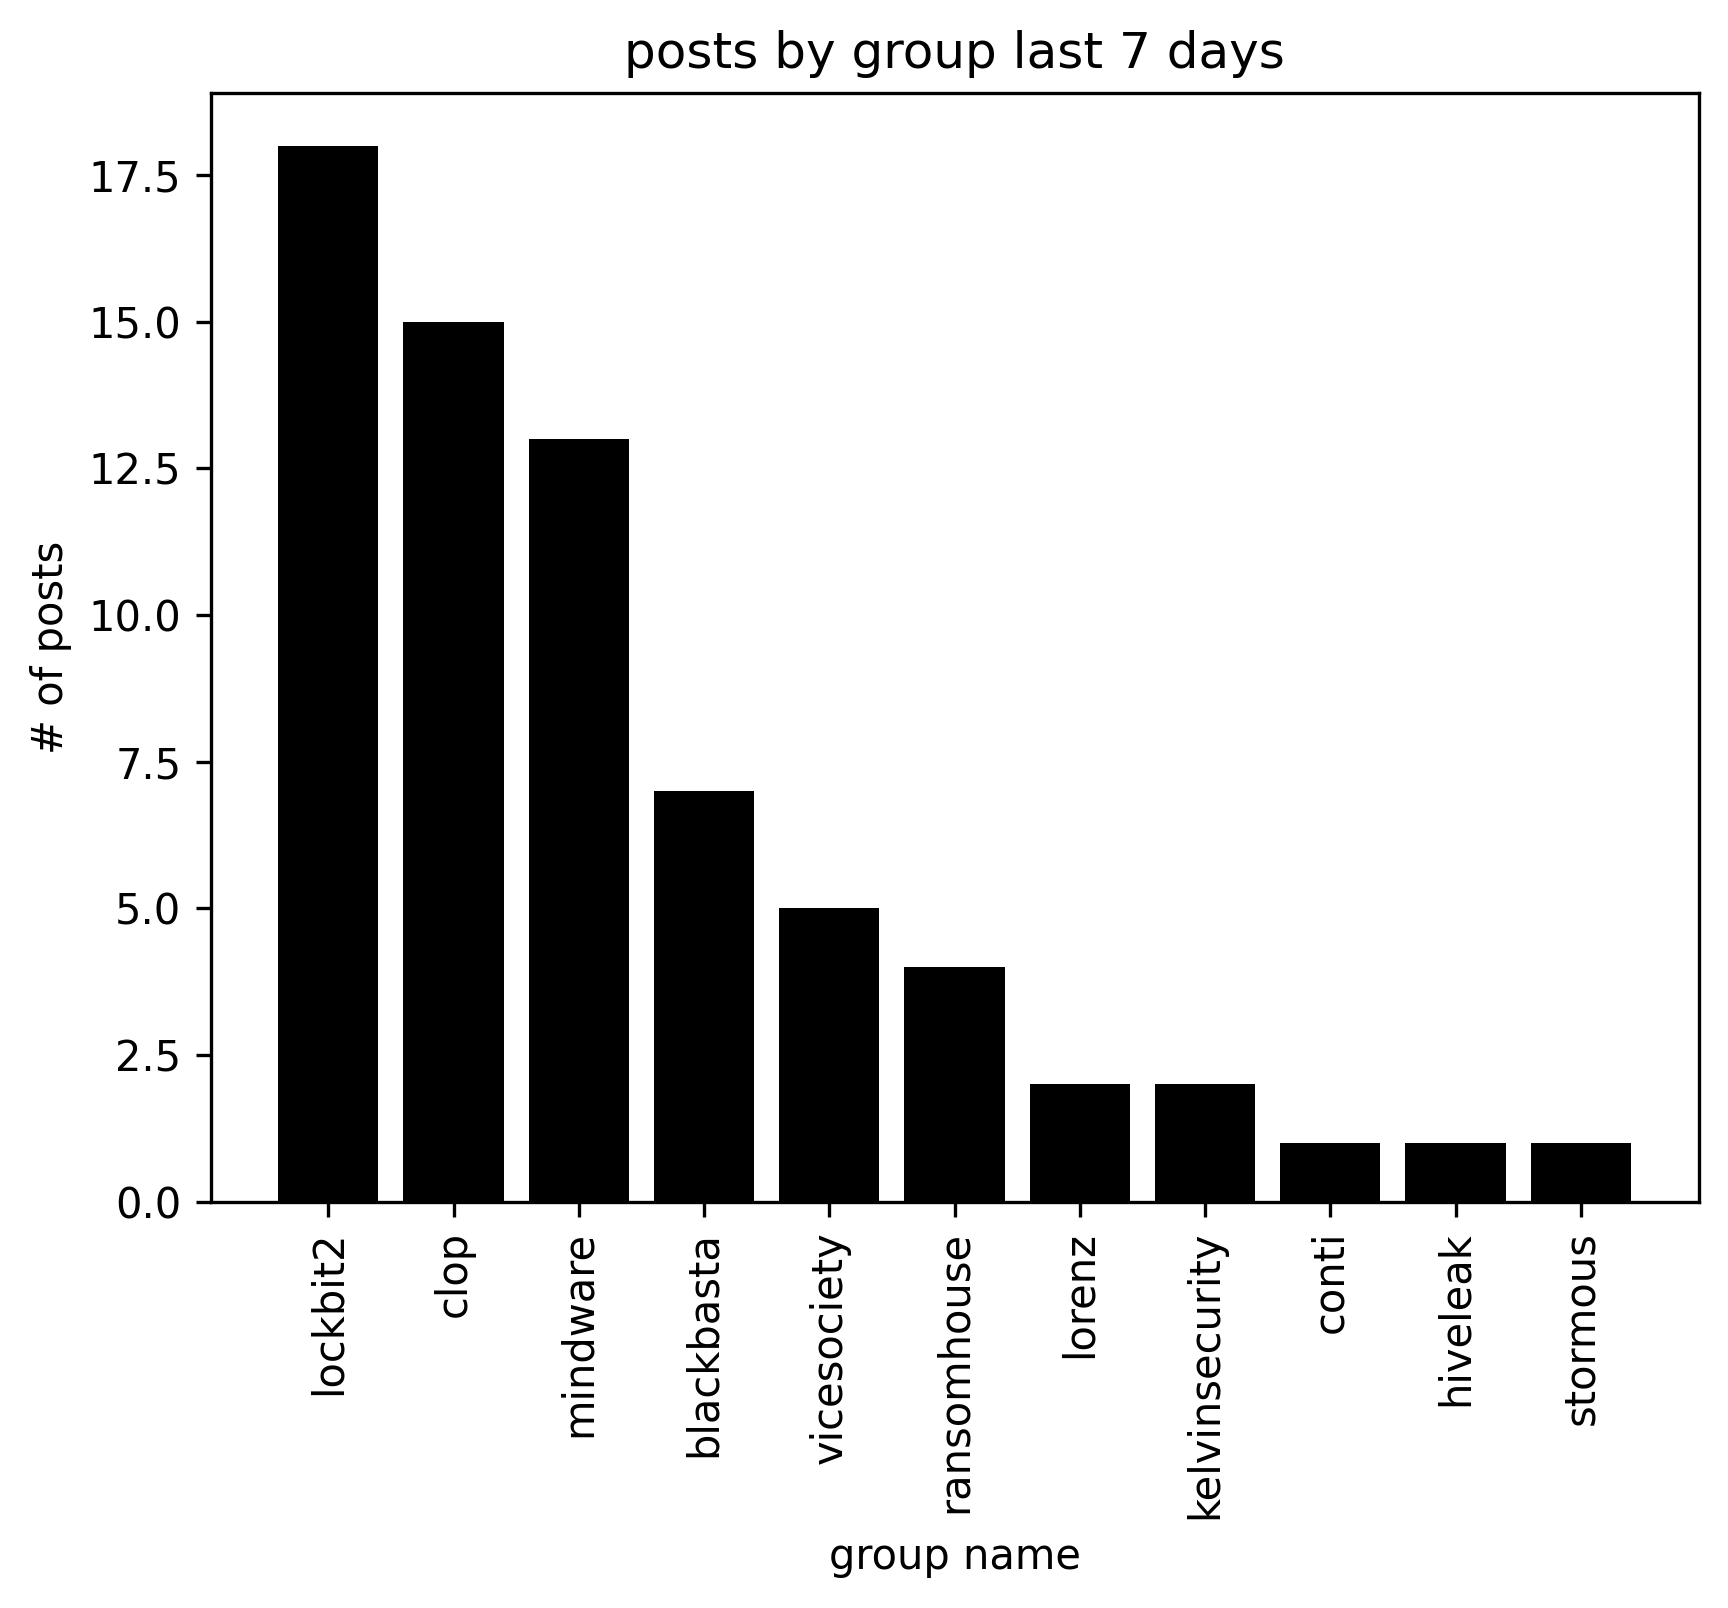 posts by group last 7 days
17.5
15.0
12.5
10.0
7.5
5.0
2.5
0.0
# of posts
lockbit2
clop
mindware
blackbasta
vicesociety
ransomhouse
lorenz
kelvinsecurity
conti
hiveleak
stormous
group name